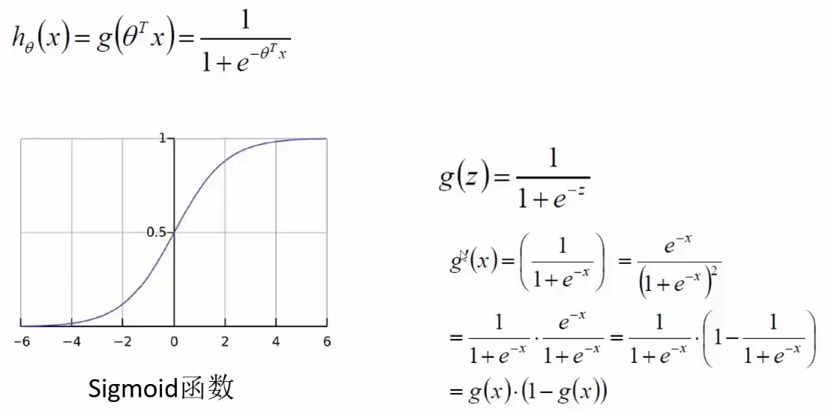 h_θ(x) = g(θ^T x) = 1 / (1 + e^{-θ^T x})
1
0.5
−6 −4 −2 0 2 4 6
Sigmoid函数
g(z) = 1 / (1 + e^{-z})
g'(x) = (1 / (1 + e^{-x})) = e^{-x} / (1 + e^{-x})^2
= 1 / (1 + e^{-x}) · e^{-x} / (1 + e^{-x}) = 1 / (1 + e^{-x}) · (1 − 1 / (1 + e^{-x}))
= g(x)·(1 − g(x))